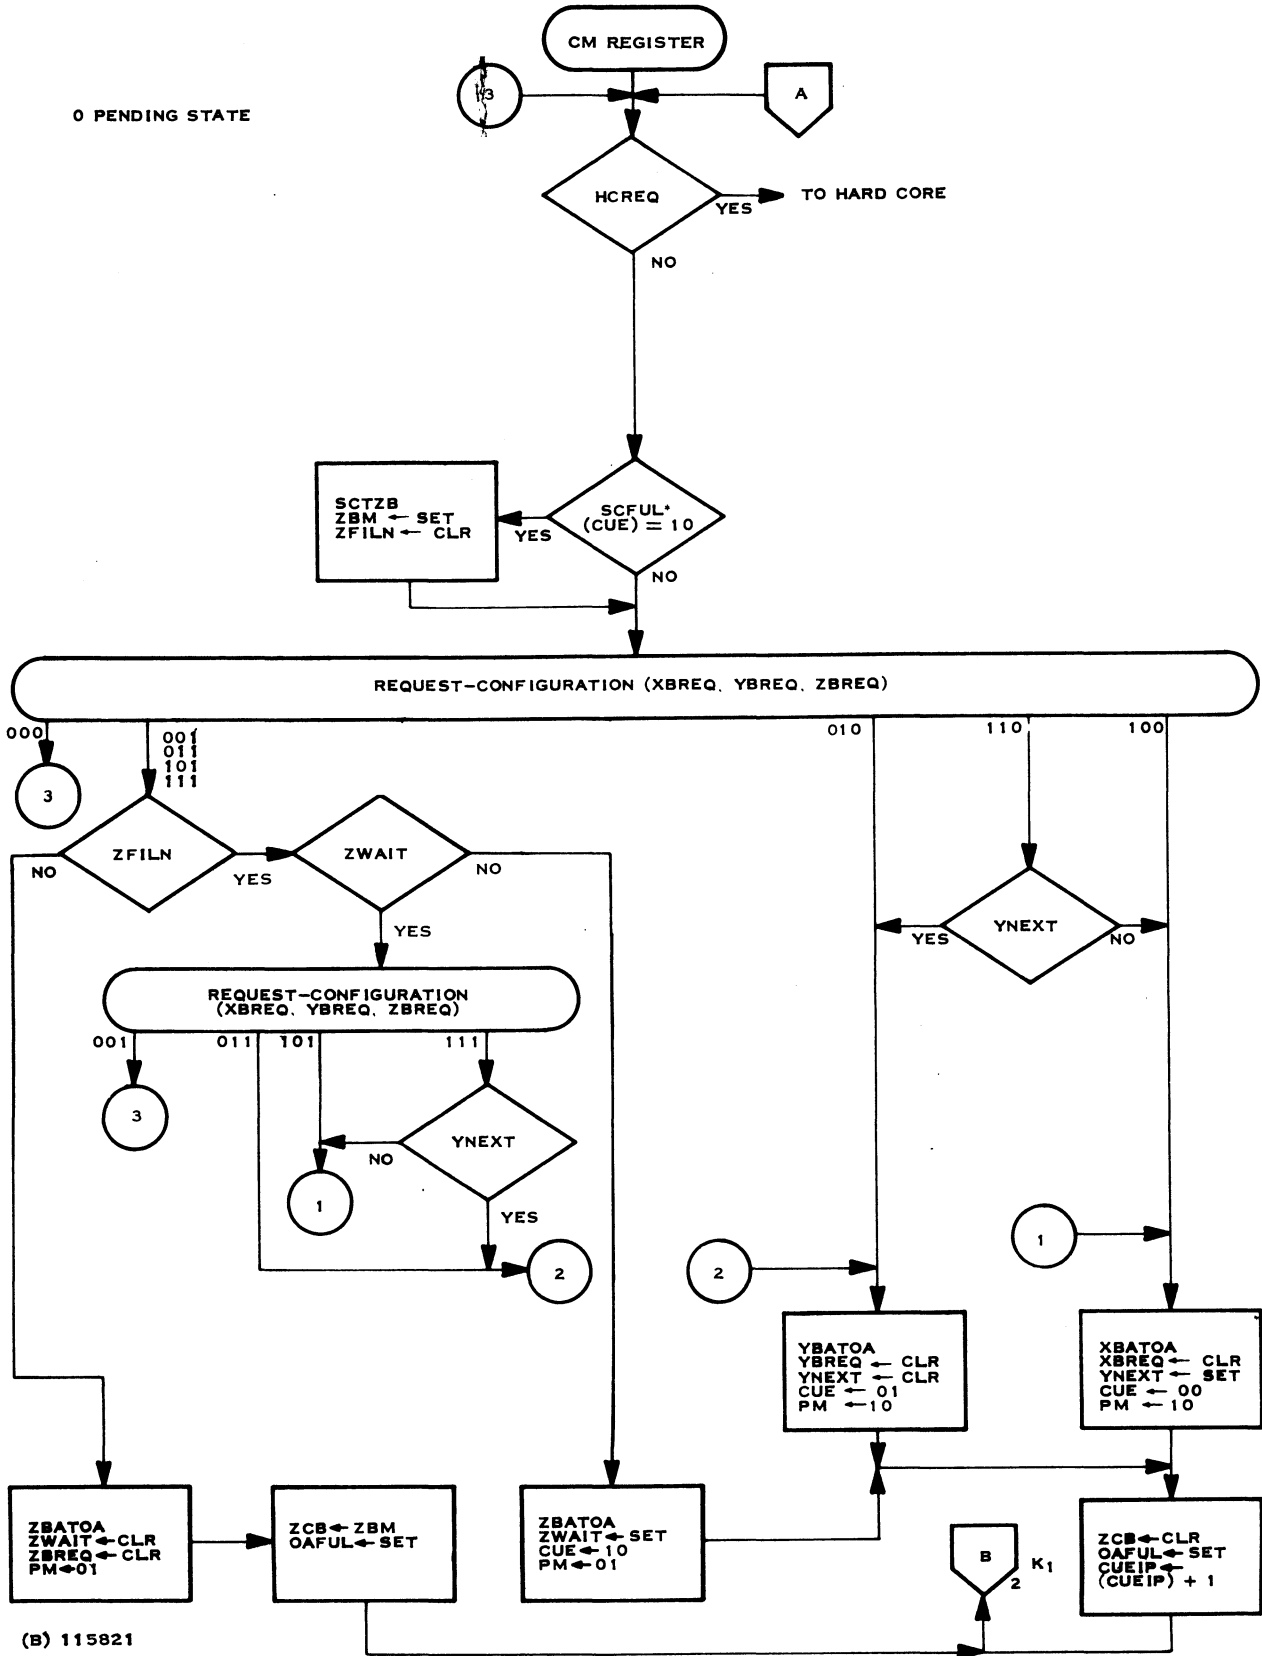 CM REGISTER
3
A
0 PENDING STATE
HCREQ
YES
TO HARD CORE
NO
SCTZB
ZBM ← SET
ZFILN ← CLR
SCFUL•
(CUE) = 10
YES
NO
REQUEST-CONFIGURATION (XBREQ, YBREQ, ZBREQ)
000
001
011
101
111
010
110
100
3
ZFILN
NO
YES
ZWAIT
NO
YES
YNEXT
YES
NO
REQUEST-CONFIGURATION
(XBREQ, YBREQ, ZBREQ)
001
011
101
111
3
YNEXT
NO
YES
1
2
2
1
YBATOA
YBREQ ← CLR
YNEXT ← CLR
CUE ← 01
PM ← 10
XBATOA
XBREQ ← CLR
YNEXT ← SET
CUE ← 00
PM ← 10
ZBATOA
ZWAIT ← CLR
ZBREQ ← CLR
PM ← 01
ZCB ← ZBM
OAFUL ← SET
ZBATOA
ZWAIT ← SET
CUE ← 10
PM ← 01
B
2
K1
ZCB ← CLR
OAFUL ← SET
CUEIP ←
(CUEIP) + 1
(B) 115821